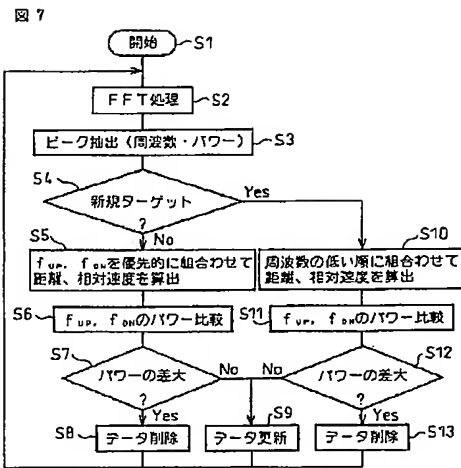 図 7
開始
S1
FFT処理
S2
ピーク抽出（周波数・パワー）
S3
S4
新規ターゲット
?
Yes
No
S5
fUP, fDNを優先的に組合わせて
距離、相対速度を算出
S10
周波数の低い順に組合わせて
距離、相対速度を算出
S6
fUP, fDNのパワー比較
S11
fUP, fDNのパワー比較
S7
パワーの差大
?
No
No
S12
パワーの差大
?
Yes
Yes
S8
データ削除
S9
データ更新
S13
データ削除